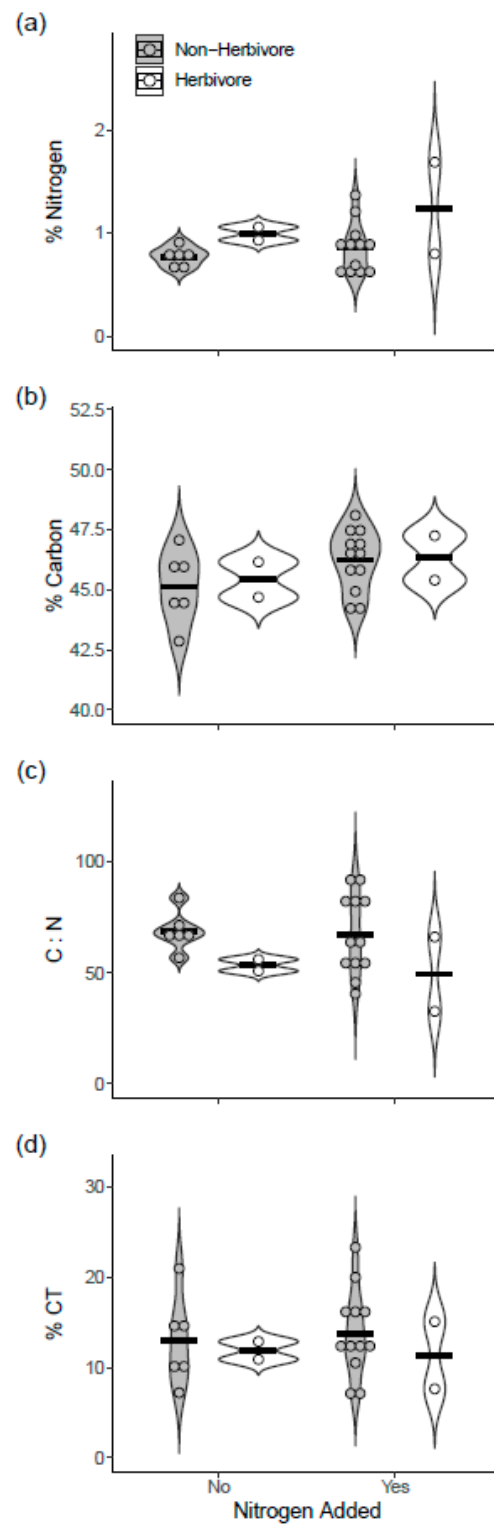 (a)
Non-Herbivore
Herbivore
% Nitrogen
2
1
0
(b)
% Carbon
52.5
50.0
47.5
45.0
42.5
40.0
(c)
C : N
100
50
0
(d)
% CT
30
20
10
0
No
Yes
Nitrogen Added